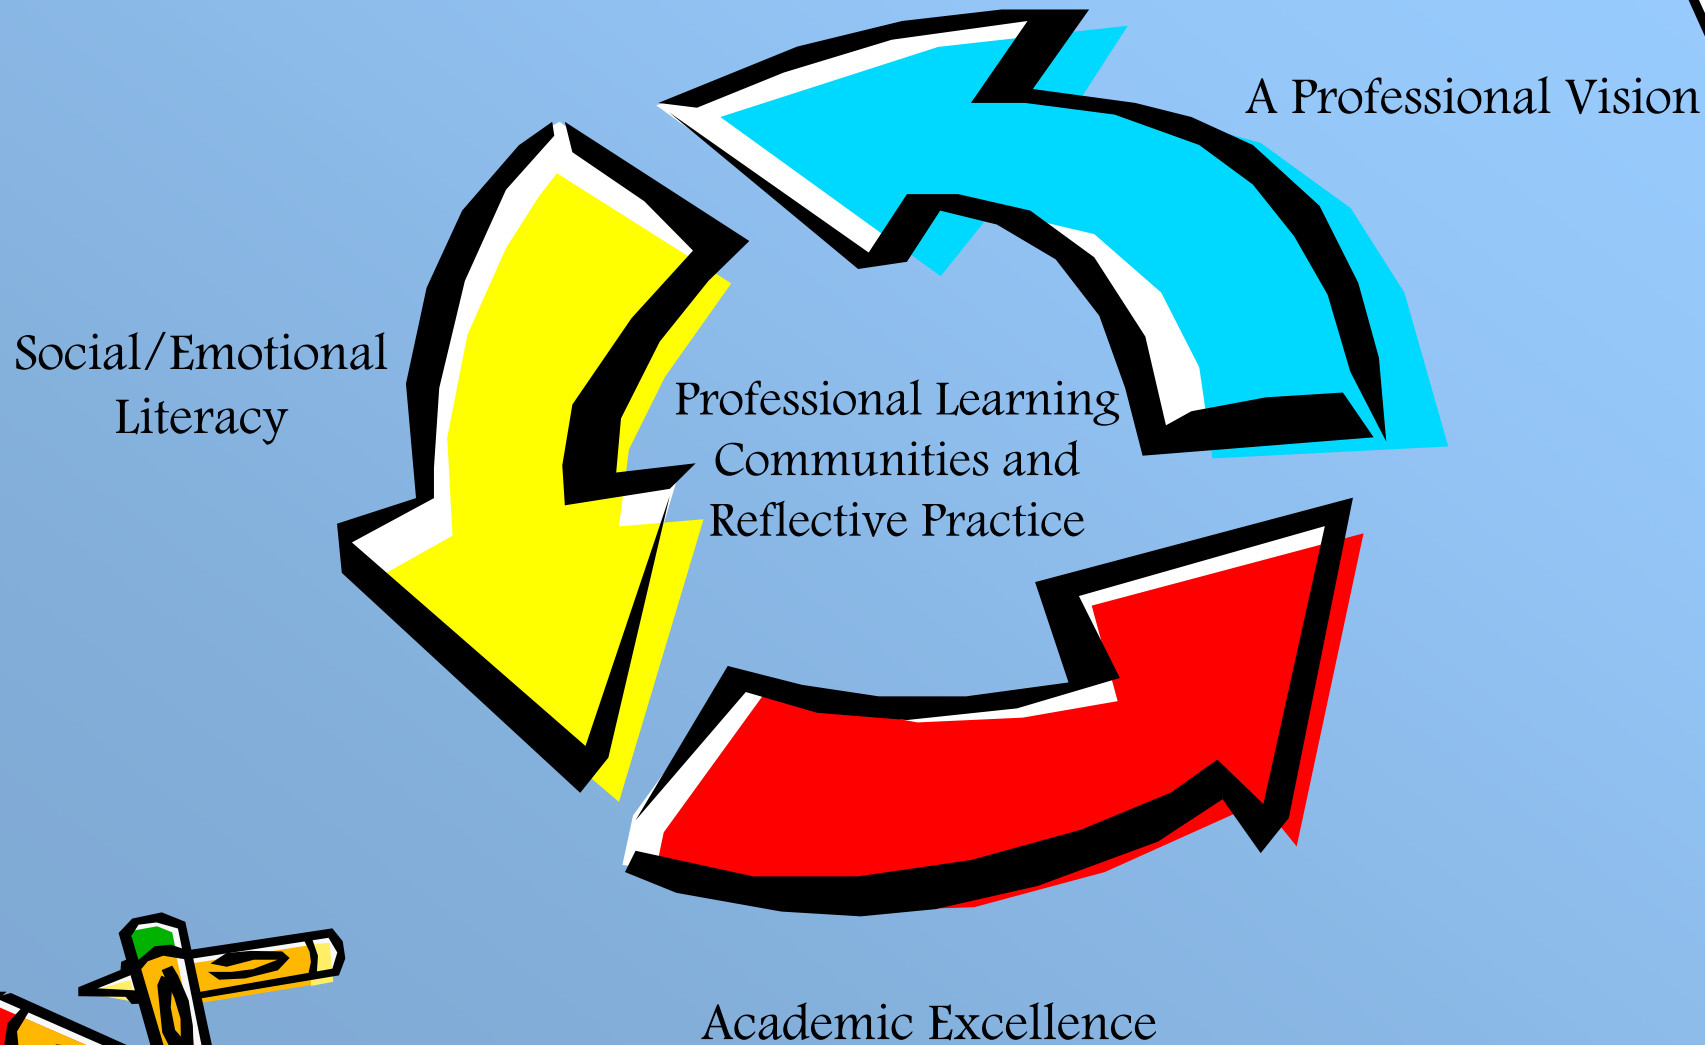 A Professional Vision
Social/Emotional
Literacy
Professional Learning
Communities and
Reflective Practice
Academic Excellence